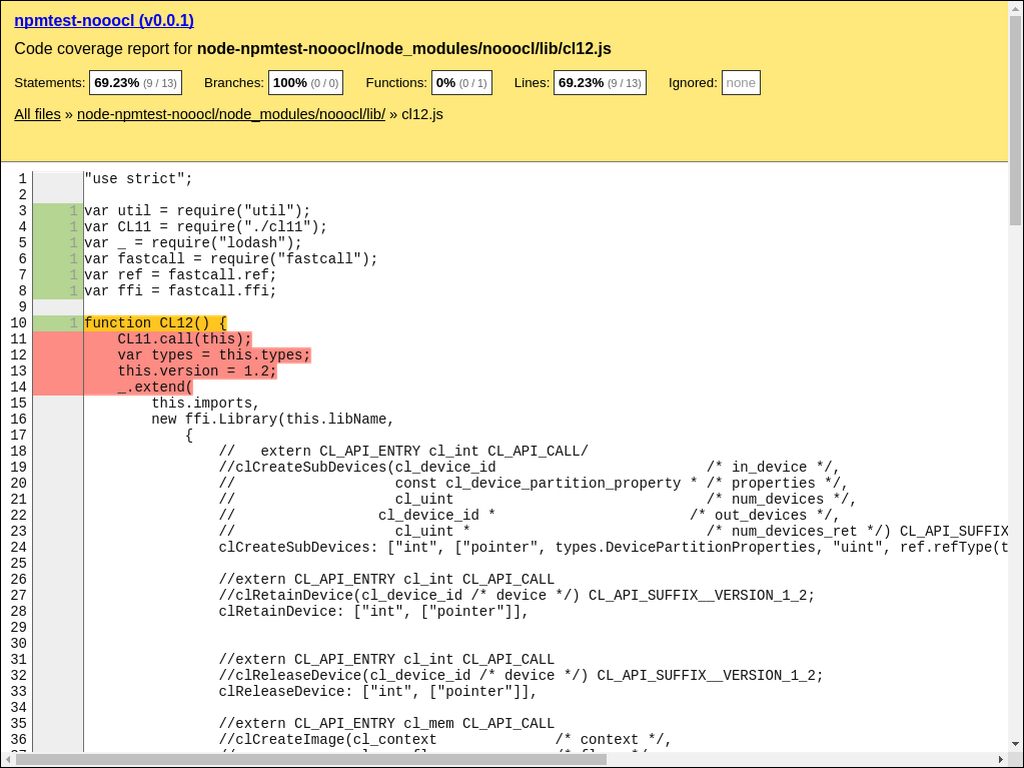 npmtest-nooocl (v0.0.1)
Code coverage report for node-npmtest-nooocl/node_modules/nooocl/lib/cl12.js
Statements: 69.23% (9 / 13) Branches: 100% (0 / 0) Functions: 0% (0 / 1) Lines: 69.23% (9 / 13) Ignored: none
All files » node-npmtest-nooocl/node_modules/nooocl/lib/ » cl12.js
1 "use strict";
2
3 1 var util = require("util");
4 1 var CL11 = require("./cl11");
5 1 var _ = require("lodash");
6 1 var fastcall = require("fastcall");
7 1 var ref = fastcall.ref;
8 1 var ffi = fastcall.ffi;
9
10 1 function CL12() {
11 CL11.call(this);
12 var types = this.types;
13 this.version = 1.2;
14 _.extend(
15 this.imports,
16 new ffi.Library(this.libName,
17 {
18 //   extern CL_API_ENTRY cl_int CL_API_CALL/
19 //clCreateSubDevices(cl_device_id                         /* in_device */,
20 //                   const cl_device_partition_property * /* properties */,
21 //                   cl_uint                              /* num_devices */,
22 //                 cl_device_id *                       /* out_devices */,
23 //                   cl_uint *                            /* num_devices_ret */) CL_API_SUFFIX
24 clCreateSubDevices: ["int", ["pointer", types.DevicePartitionProperties, "uint", ref.refType(t
25
26 //extern CL_API_ENTRY cl_int CL_API_CALL
27 //clRetainDevice(cl_device_id /* device */) CL_API_SUFFIX__VERSION_1_2;
28 clRetainDevice: ["int", ["pointer"]],
29
30
31 //extern CL_API_ENTRY cl_int CL_API_CALL
32 //clReleaseDevice(cl_device_id /* device */) CL_API_SUFFIX__VERSION_1_2;
33 clReleaseDevice: ["int", ["pointer"]],
34
35 //extern CL_API_ENTRY cl_mem CL_API_CALL
36 //clCreateImage(cl_context              /* context */,